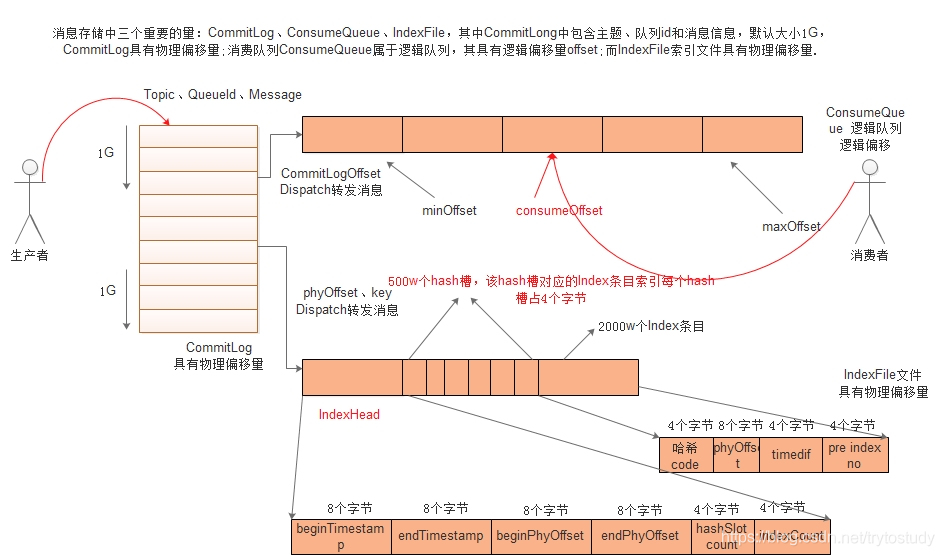 消息存储中三个重要的量：CommitLog、ConsumeQueue、IndexFile，其中CommitLong中包含主题、队列id和消息信息，默认大小1G，
CommitLog具有物理偏移量；消费队列ConsumeQueue属于逻辑队列，其具有逻辑偏移量offset；而IndexFile索引文件具有物理偏移量.
Topic、QueueId、Message
ConsumeQue
ue 逻辑队列
逻辑偏移
1G
CommitLogOffset
Dispatch转发消息
minOffset
consumeOffset
maxOffset
生产者
消费者
1G
phyOffset、key
Dispatch转发消息
500w个hash槽，该hash槽对应的Index条目索引每个hash
槽占4个字节
2000w个Index条目
CommitLog
具有物理偏移量
IndexFile文件
具有物理偏移量
IndexHead
4个字节
8个字节
4个字节
4个字节
哈希
code
phyOffse
t
timedif
pre index
no
8个字节
8个字节
8个字节
8个字节
4个字节
4个字节
beginTimestam
p
endTimestamp
beginPhyOffset
endPhyOffset
hashSlot
count
indexCount
https://blog.csdn.net/trytostudy